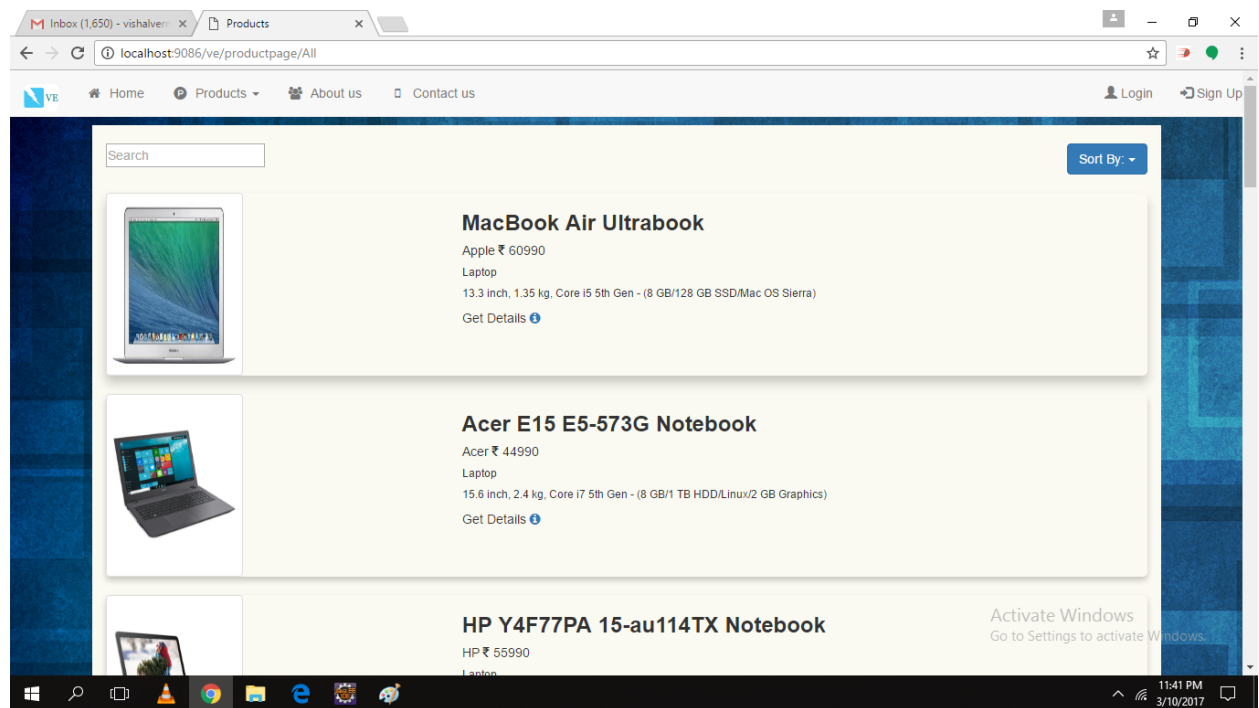 Inbox (1,650) - vishalverm
Products
localhost:9086/ve/productpage/All
VE
Home
Products
About us
Contact us
Login
Sign Up
Search
Sort By:
MacBook Air Ultrabook
Apple ₹ 60990
Laptop
13.3 inch, 1.35 kg, Core i5 5th Gen - (8 GB/128 GB SSD/Mac OS Sierra)
Get Details
Acer E15 E5-573G Notebook
Acer ₹ 44990
Laptop
15.6 inch, 2.4 kg, Core i7 5th Gen - (8 GB/1 TB HDD/Linux/2 GB Graphics)
Get Details
HP Y4F77PA 15-au114TX Notebook
HP ₹ 55990
Laptop
Activate Windows
Go to Settings to activate Windows.
11:41 PM
3/10/2017